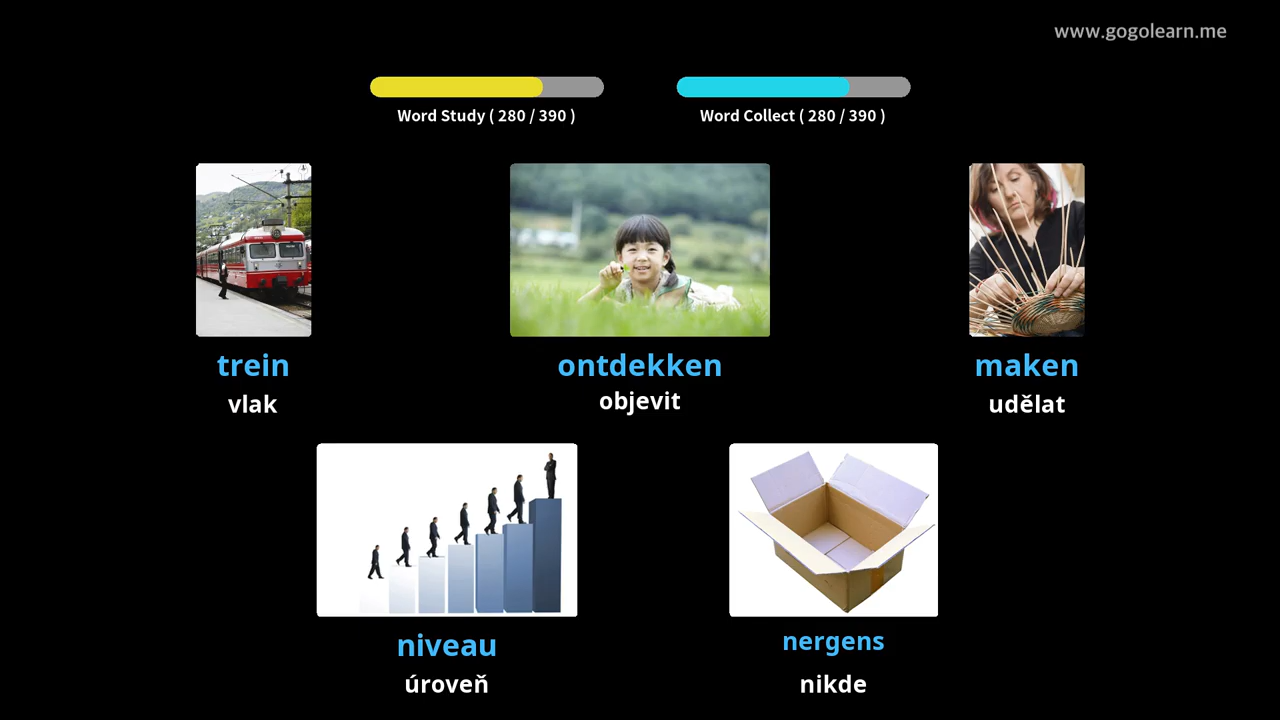 www.gogolearn.me
Word Study ( 280 / 390 )
Word Collect ( 280 / 390 )
trein
vlak
ontdekken
objevit
maken
udělat
niveau
úroveň
nergens
nikde